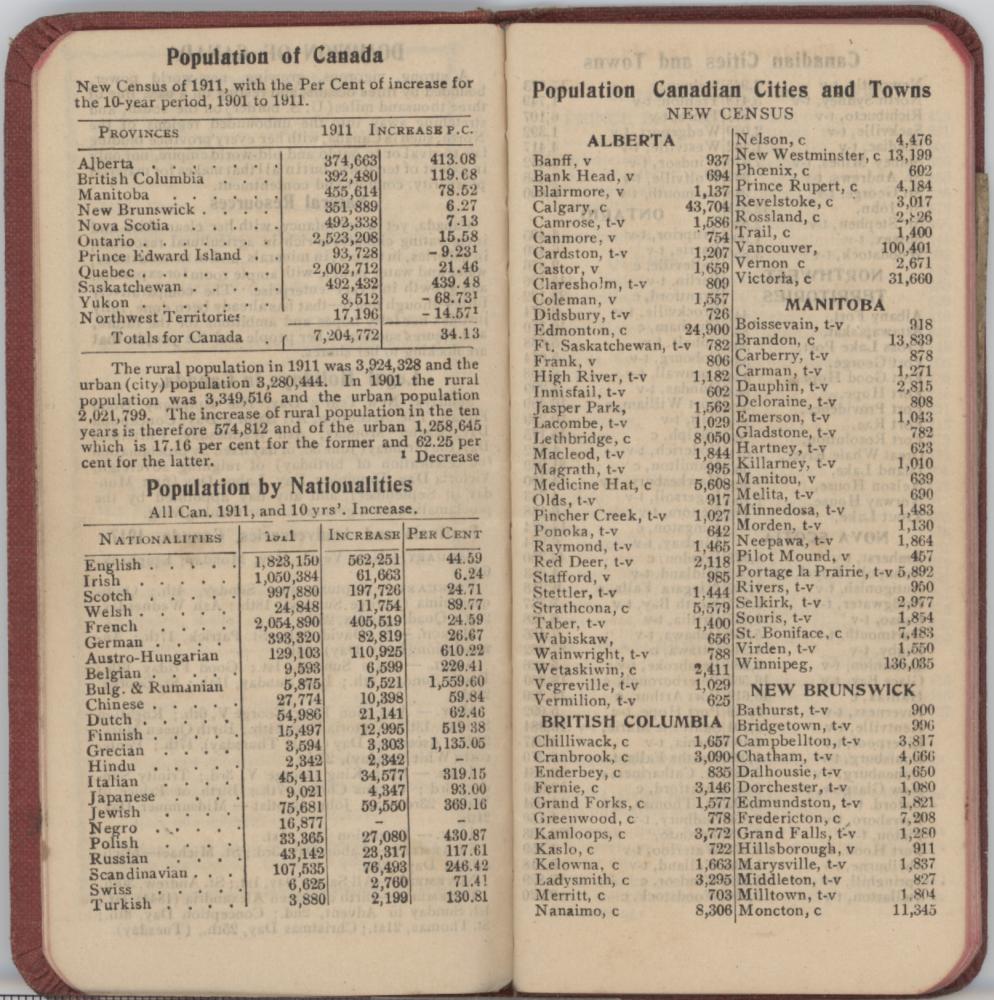 Population of Canada
New Census of 1911, with the Per Cent of increase for
the 10-year period, 1901 to 1911.
PROVINCES 1911 INCREASE P.C.
Alberta . . . . . . . 374,663 413.08
British Columbia . . . 392,480 119.68
Manitoba . . . . . . 455,614 78.52
New Brunswick . . . . 351,889 6.27
Nova Scotia . . . . . 492,338 7.13
Ontario . . . . . . . 2,523,208 15.58
Prince Edward Island . . 93,728 - 9.23¹
Quebec . . . . . . . 2,002,712 21.46
Saskatchewan . . . . . 492,432 439.48
Yukon . . . . . . . 8,512 - 68.73¹
Northwest Territories 17,196 - 14.57¹
Totals for Canada . 7,204,772 34.13
The rural population in 1911 was 3,924,328 and the
urban (city) population 3,280,444. In 1901 the rural
population was 3,349,516 and the urban population
2,021,799. The increase of rural population in the ten
years is therefore 574,812 and of the urban 1,258,645
which is 17.16 per cent for the former and 62.25 per
cent for the latter. ¹ Decrease
Population by Nationalities
All Can. 1911, and 10 yrs'. Increase.
NATIONALITIES 1911 INCREASE PER CENT
English . . . . . 1,823,150 562,251 44.59
Irish . . . . . 1,050,384 61,663 6.24
Scotch . . . . . 997,880 197,726 24.71
Welsh . . . . . 24,848 11,754 89.77
French . . . . . 2,054,890 405,519 24.59
German . . . . . 393,320 82,819 26.67
Austro-Hungarian 129,103 110,925 610.22
Belgian . . . . . 9,593 6,599 220.41
Bulg. & Rumanian 5,875 5,521 1,559.60
Chinese . . . . . 27,774 10,398 59.84
Dutch . . . . . 54,986 21,141 62.46
Finnish . . . . . 15,497 12,995 519 38
Grecian . . . . . 3,594 3,303 1,135.05
Hindu . . . . . 2,342 2,342 –
Italian . . . . . 45,411 34,577 319.15
Japanese . . . . 9,021 4,347 93.00
Jewish . . . . . 75,681 59,550 369.16
Negro . . . . . 16,877 – –
Polish . . . . . 33,365 27,080 430.87
Russian . . . . 43,142 23,317 117.61
Scandinavian . . . 107,535 76,493 246.42
Swiss . . . . . 6,625 2,760 71.41
Turkish . . . . 3,880 2,199 130.81
Population Canadian Cities and Towns
NEW CENSUS
ALBERTA
Banff, v 937
Bank Head, v 694
Blairmore, v 1,137
Calgary, c 43,704
Camrose, t-v 1,586
Canmore, v 754
Cardston, t-v 1,207
Castor, v 1,659
Claresholm, t-v 809
Coleman, v 1,557
Didsbury, t-v 726
Edmonton, c 24,900
Ft. Saskatchewan, t-v 782
Frank, v 806
High River, t-v 1,182
Innisfail, t-v 602
Jasper Park, 1,562
Lacombe, t-v 1,029
Lethbridge, c 8,050
Macleod, t-v 1,844
Magrath, t-v 995
Medicine Hat, c 5,608
Olds, t-v 917
Pincher Creek, t-v 1,027
Ponoka, t-v 642
Raymond, t-v 1,465
Red Deer, t-v 2,118
Stafford, v 985
Stettler, t-v 1,444
Strathcona, c 5,579
Taber, t-v 1,400
Wabiskaw, 656
Wainwright, t-v 788
Wetaskiwin, c 2,411
Vegreville, t-v 1,029
Vermilion, t-v 625
BRITISH COLUMBIA
Chilliwack, c 1,657
Cranbrook, c 3,090
Enderbey, c 835
Fernie, c 3,146
Grand Forks, c 1,577
Greenwood, c 778
Kamloops, c 3,772
Kaslo, c 722
Kelowna, c 1,663
Ladysmith, c 3,295
Merritt, c 703
Nanaimo, c 8,306
Nelson, c 4,476
New Westminster, c 13,199
Phœnix, c 602
Prince Rupert, c 4,184
Revelstoke, c 3,017
Rossland, c 2,826
Trail, c 1,400
Vancouver, 100,401
Vernon c 2,671
Victoria, c 31,660
MANITOBA
Boissevain, t-v 918
Brandon, c 13,839
Carberry, t-v 878
Carman, t-v 1,271
Dauphin, t-v 2,815
Deloraine, t-v 808
Emerson, t-v 1,043
Gladstone, t-v 782
Hartney, t-v 623
Killarney, t-v 1,010
Manitou, v 639
Melita, t-v 690
Minnedosa, t-v 1,483
Morden, t-v 1,130
Neepawa, t-v 1,864
Pilot Mound, v 457
Portage la Prairie, t-v 5,892
Rivers, t-v 950
Selkirk, t-v 2,977
Souris, t-v 1,854
St. Boniface, c 7,483
Virden, t-v 1,550
Winnipeg, 136,035
NEW BRUNSWICK
Bathurst, t-v 900
Bridgetown, t-v 996
Campbellton, t-v 3,817
Chatham, t-v 4,666
Dalhousie, t-v 1,650
Dorchester, t-v 1,080
Edmundston, t-v 1,821
Fredericton, c 7,208
Grand Falls, t-v 1,280
Hillsborough, v 911
Marysville, t-v 1,837
Middleton, t-v 827
Milltown, t-v 1,804
Moncton, c 11,345